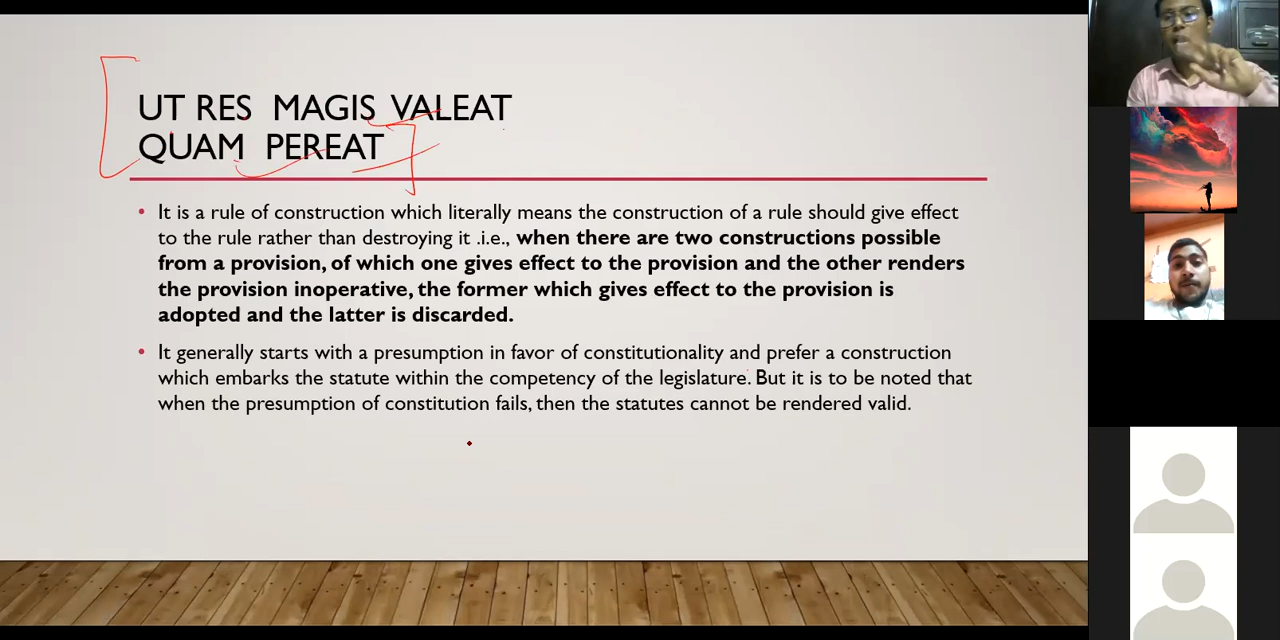 UT RES MAGIS VALEAT
QUAM PEREAT
• It is a rule of construction which literally means the construction of a rule should give effect
to the rule rather than destroying it .i.e., when there are two constructions possible
from a provision, of which one gives effect to the provision and the other renders
the provision inoperative, the former which gives effect to the provision is
adopted and the latter is discarded.
• It generally starts with a presumption in favor of constitutionality and prefer a construction
which embarks the statute within the competency of the legislature. But it is to be noted that
when the presumption of constitution fails, then the statutes cannot be rendered valid.